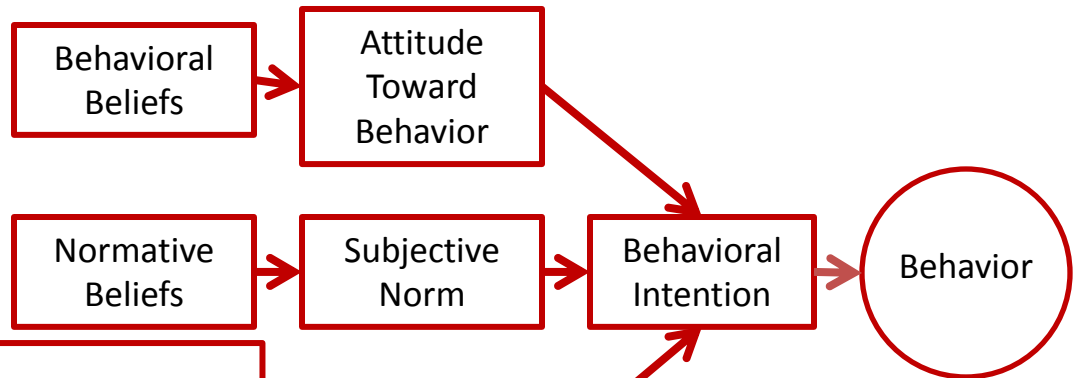 Behavioral
Beliefs
Attitude
Toward
Behavior
Normative
Beliefs
Subjective
Norm
Behavioral
Intention
Behavior